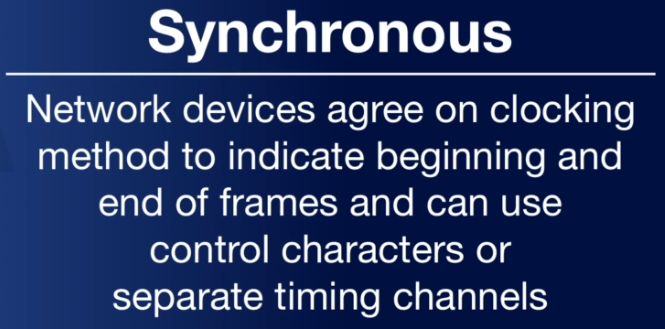 Synchronous
Network devices agree on clocking
method to indicate beginning and
end of frames and can use
control characters or
separate timing channels